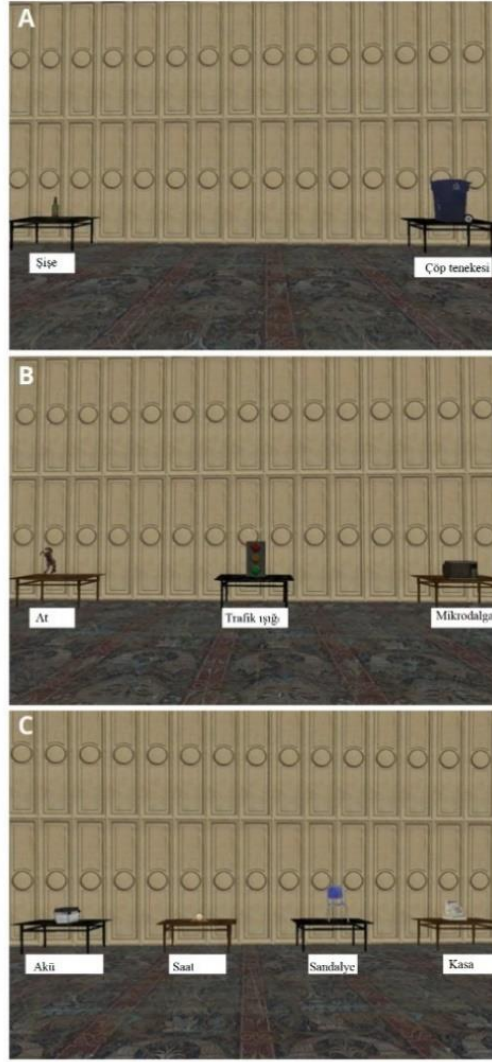 A
Şişe
Çöp tenekesi
B
At
Trafik ışığı
Mikrodalga
C
Akü
Saat
Sandalye
Kasa